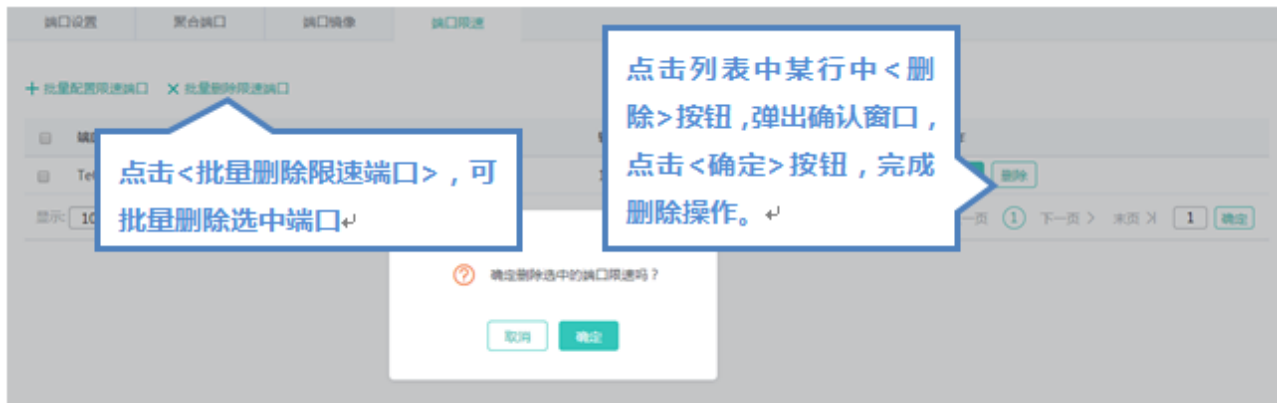 端口设置 聚合端口 端口镜像 端口限速
+ 批量配置限速端口 × 批量删除限速端口
点击<批量删除限速端口>，可
批量删除选中端口↵
点击列表中某行中<删
除>按钮,弹出确认窗口,
点击<确定>按钮，完成
删除操作。↵
删除
显示: 10
一页 1 下一页 > 末页 1 确定
确定删除选中的端口限速吗？
取消 确定